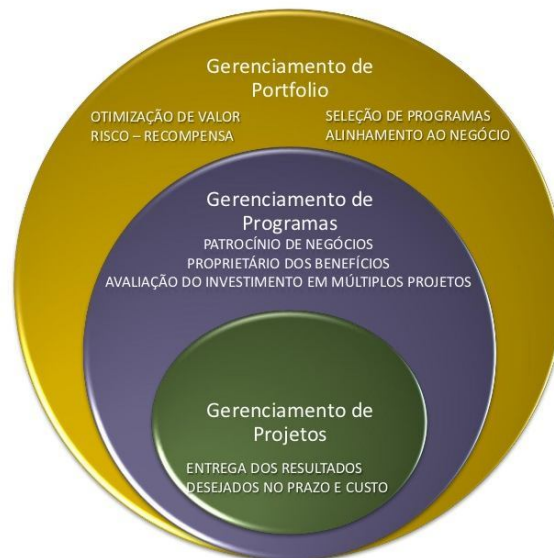 Gerenciamento de
Portfolio
OTIMIZAÇÃO DE VALOR
RISCO – RECOMPENSA
SELEÇÃO DE PROGRAMAS
ALINHAMENTO AO NEGÓCIO
Gerenciamento de
Programas
PATROCÍNIO DE NEGÓCIOS
PROPRIETÁRIO DOS BENEFÍCIOS
AVALIAÇÃO DO INVESTIMENTO EM MÚLTIPLOS PROJETOS
Gerenciamento de
Projetos
ENTREGA DOS RESULTADOS
DESEJADOS NO PRAZO E CUSTO